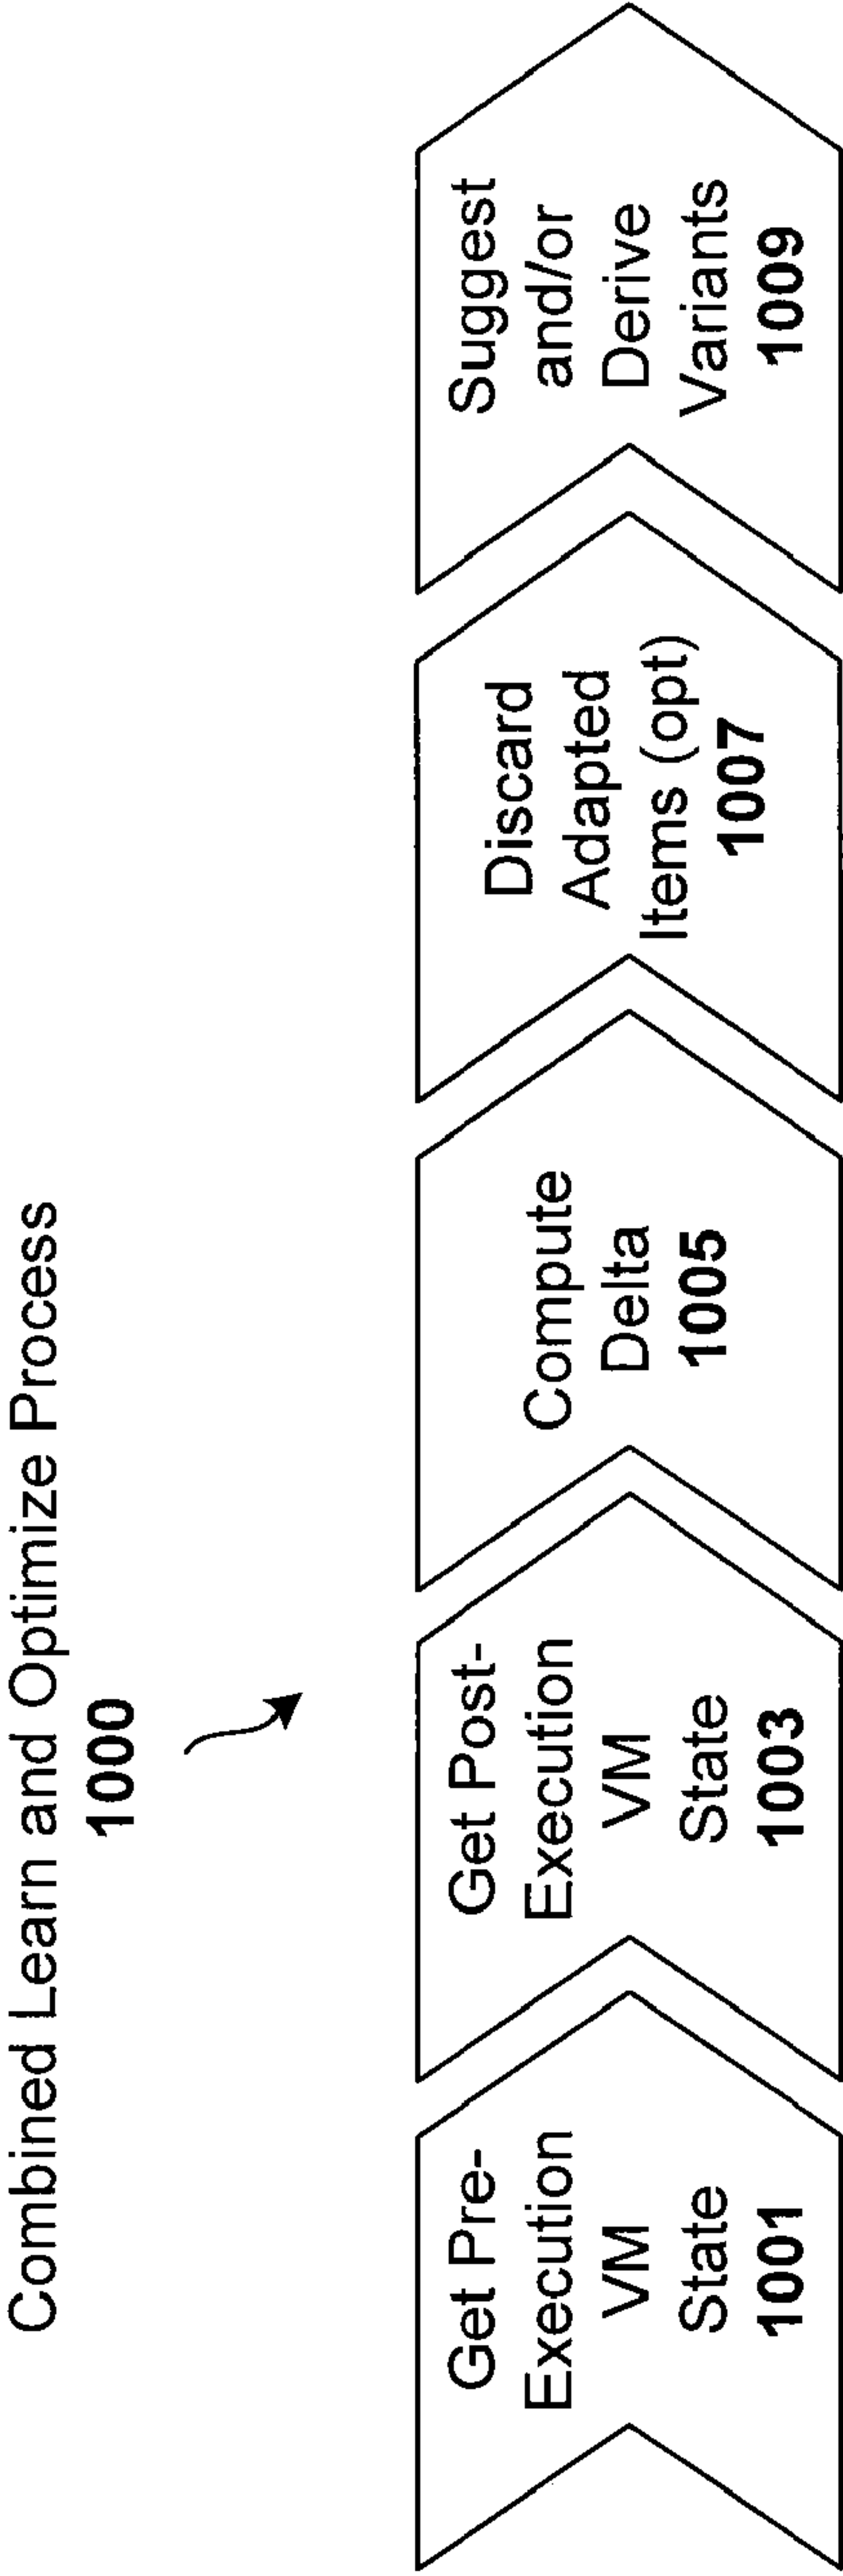 Combined Learn and Optimize Process
1000
Get Pre-
Execution
VM
State
1001
Get Post-
Execution
VM
State
1003
Compute
Delta
1005
Discard
Adapted
Items (opt)
1007
Suggest
and/or
Derive
Variants
1009